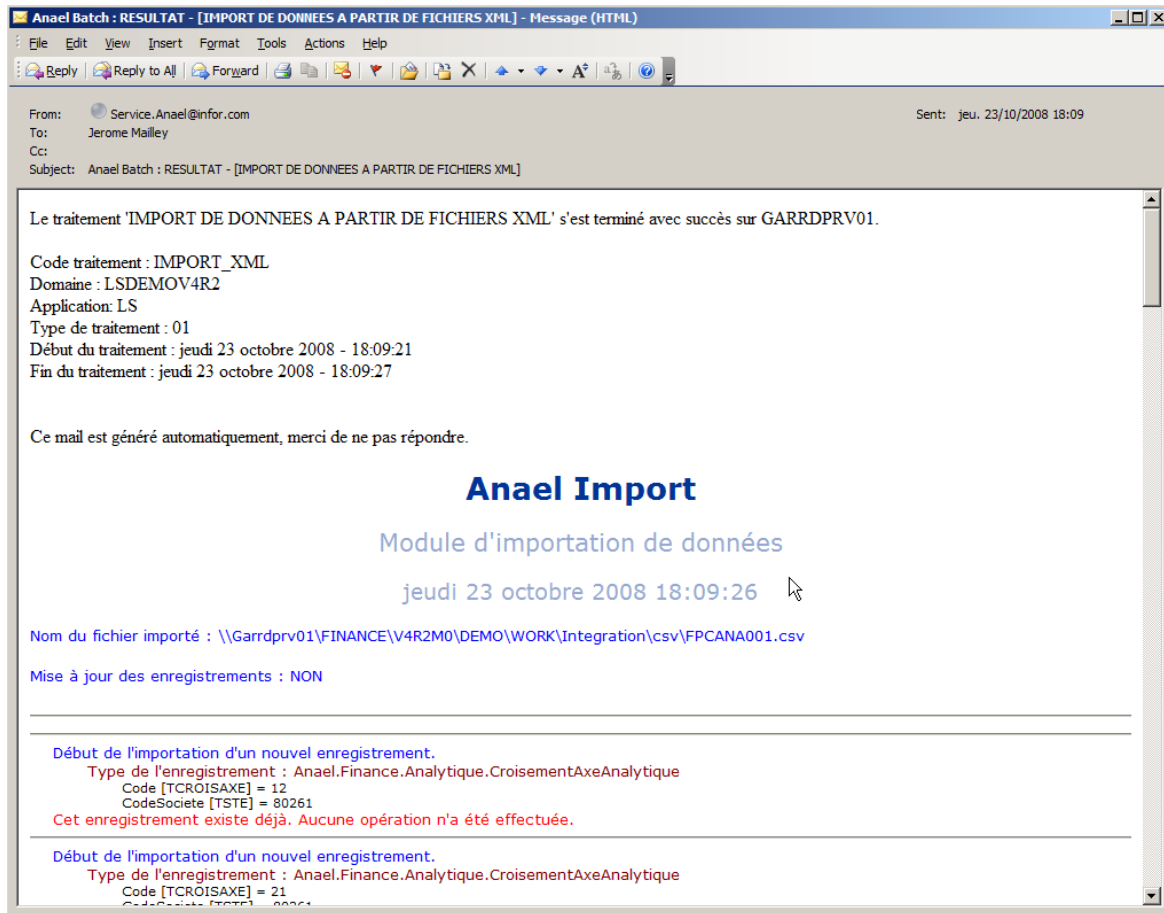 Anael Batch : RESULTAT - [IMPORT DE DONNEES A PARTIR DE FICHIERS XML] - Message (HTML)
File Edit View Insert Format Tools Actions Help
Reply Reply to All Forward
From: Service.Anael@infor.com Sent: jeu. 23/10/2008 18:09
To: Jerome Mailley
Cc:
Subject: Anael Batch : RESULTAT - [IMPORT DE DONNEES A PARTIR DE FICHIERS XML]
Le traitement 'IMPORT DE DONNEES A PARTIR DE FICHIERS XML' s'est terminé avec succès sur GARRDPRV01.
Code traitement : IMPORT_XML
Domaine : LSDEMOV4R2
Application: LS
Type de traitement : 01
Début du traitement : jeudi 23 octobre 2008 - 18:09:21
Fin du traitement : jeudi 23 octobre 2008 - 18:09:27
Ce mail est généré automatiquement, merci de ne pas répondre.
Anael Import
Module d'importation de données
jeudi 23 octobre 2008 18:09:26
Nom du fichier importé : \\Garrdprv01\FINANCE\V4R2M0\DEMO\WORK\Integration\csv\FPCANA001.csv
Mise à jour des enregistrements : NON
Début de l'importation d'un nouvel enregistrement.
Type de l'enregistrement : Anael.Finance.Analytique.CroisementAxeAnalytique
Code [TCROISAXE] = 12
CodeSociete [TSTE] = 80261
Cet enregistrement existe déjà. Aucune opération n'a été effectuée.
Début de l'importation d'un nouvel enregistrement.
Type de l'enregistrement : Anael.Finance.Analytique.CroisementAxeAnalytique
Code [TCROISAXE] = 21
CodeSociete [TSTE] = 80261